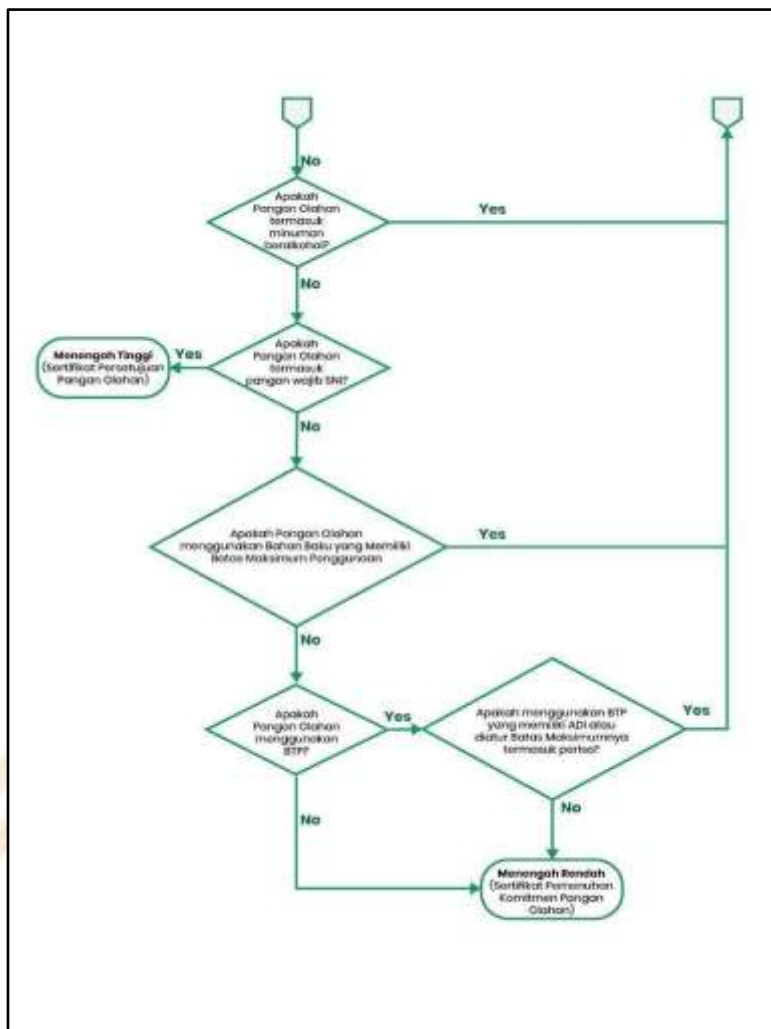 No
Apakah
Pangan Olahan
termasuk
minuman
beralkohol?
Yes
No
Menengah Tinggi
(Sertifikat Persetujuan
Pangan Olahan)
Yes
Apakah
Pangan Olahan
termasuk
pangan wajib SNI?
No
Apakah Pangan Olahan
menggunakan Bahan Baku yang Memiliki
Batas Maksimum Penggunaan
Yes
No
Apakah
Pangan Olahan
menggunakan
BTP?
Yes
Apakah menggunakan BTP
yang memiliki ADI atau
diatur Batas Maksimumnya
termasuk perisa?
Yes
No
No
Menengah Rendah
(Sertifikat Pemenuhan
Komitmen Pangan
Olahan)